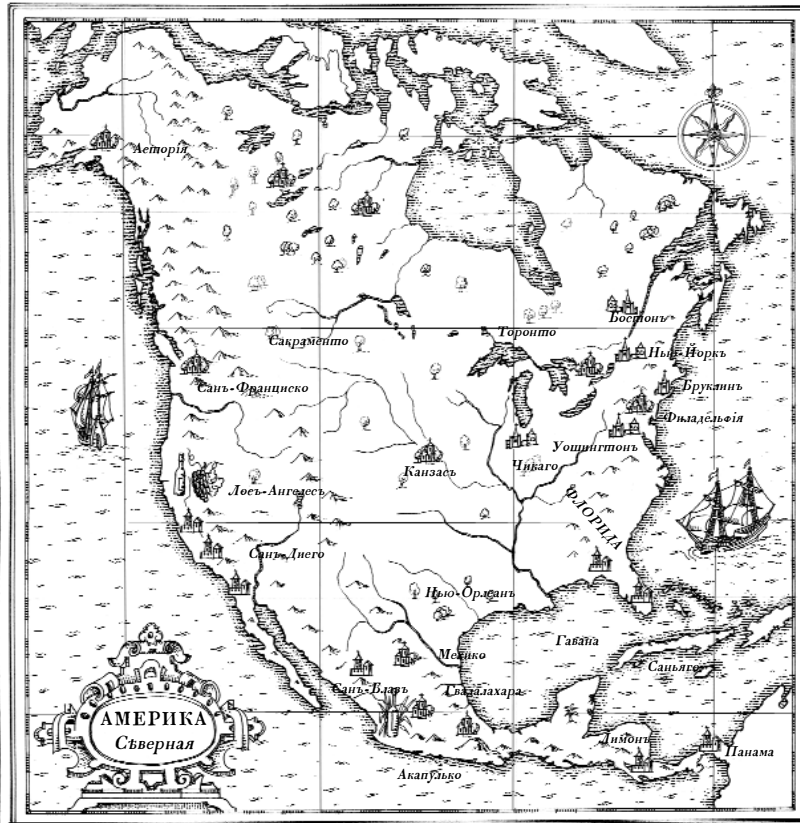 Асторія
Бостонъ
Торонто
Сакраменто
Нью-Йоркъ
Санъ-Франциско
Бруклинъ
Филадельфія
Уошингтонъ
Чикаго
Канзасъ
Лосъ-Ангелесъ
ФЛОРИДА
Санъ-Диего
Нью-Орлеанъ
Гавана
Мехико
Саньяго
Санъ-Блазъ
Гвадалахара
АМЕРИКА
Сѣверная
Лимонъ
Панама
Акапулько